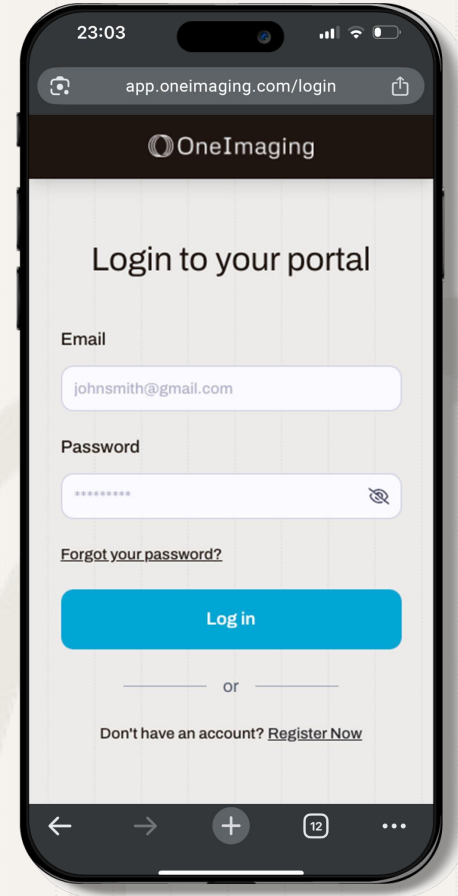 23:03
app.oneimaging.com/login
OneImaging
Login to your portal
Email
johnsmith@gmail.com
Password
*********
Forgot your password?
Log in
or
Don't have an account? Register Now
12